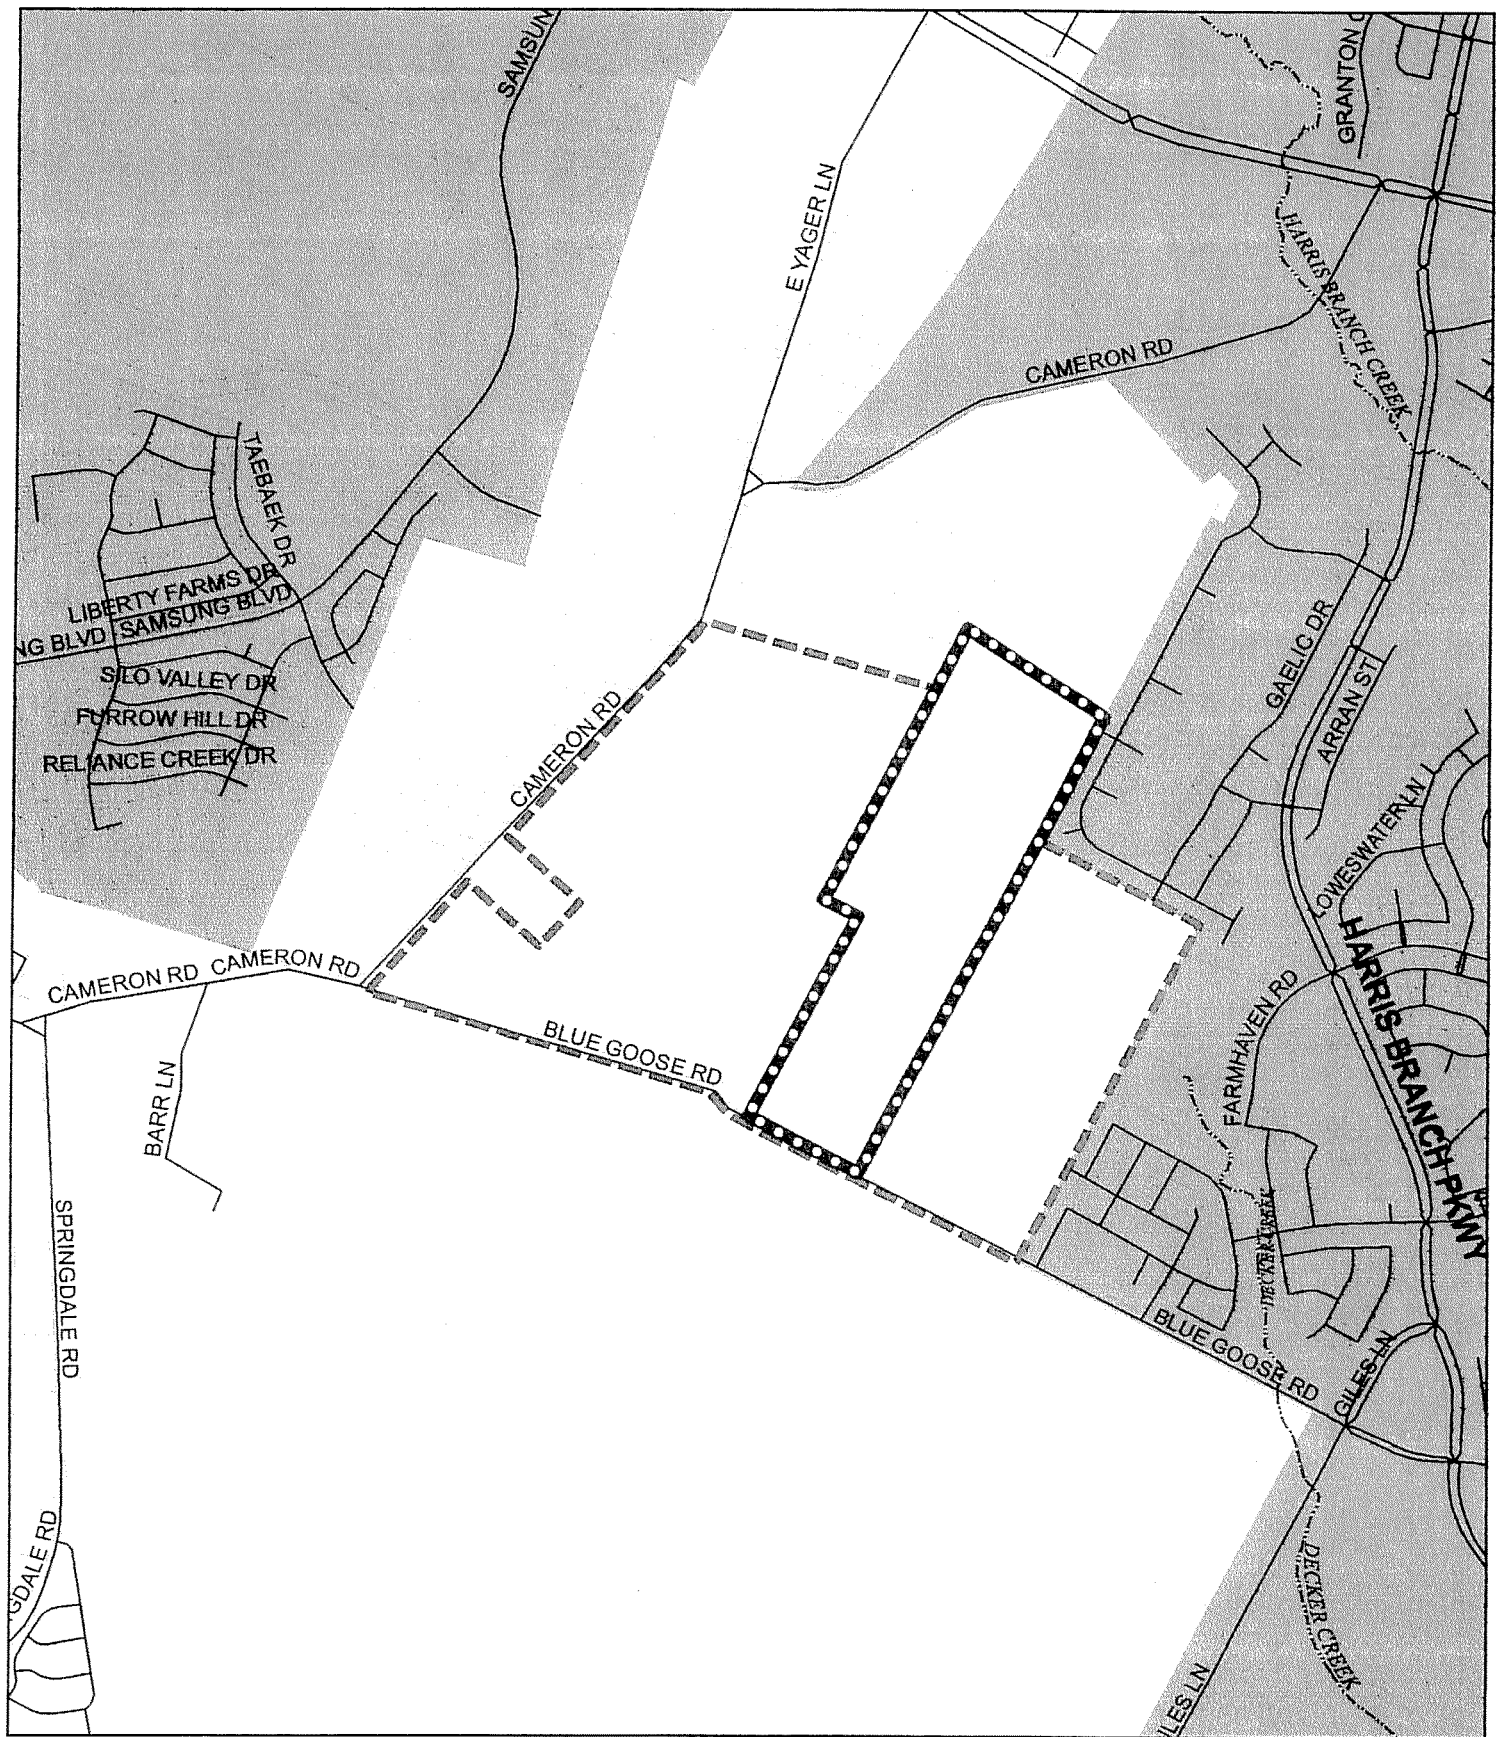 SAMSUN
GRANTON C
E YAGER LN
HARRIS BRANCH CREEK
CAMERON RD
TAEBAEK DR
LIBERTY FARMS DR
NG BLVD
SAMSUNG BLVD
SILO VALLEY DR
FURROW HILL DR
RELIANCE CREEK DR
GAELIC DR
ARRAN ST
CAMERON RD
LOWESWATER LN
HARRIS BRANCH PKWY
CAMERON RD
CAMERON RD
FARMHAVEN RD
BLUE GOOSE RD
BARR LN
DECKER CREEK
SPRINGDALE RD
BLUE GOOSE RD
GILES LN
GDALE RD
DECKER CREEK
ILES LN